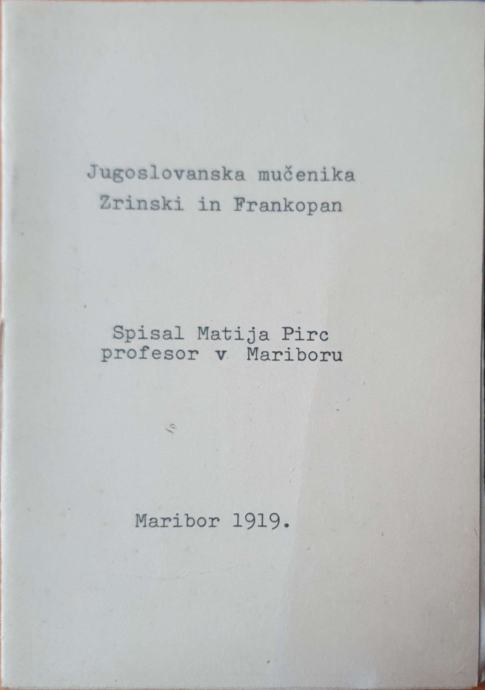 Jugoslovanska mučenika
Zrinski in Frankopan
Spisal Matija Pirc
profesor v Mariboru
Maribor 1919.